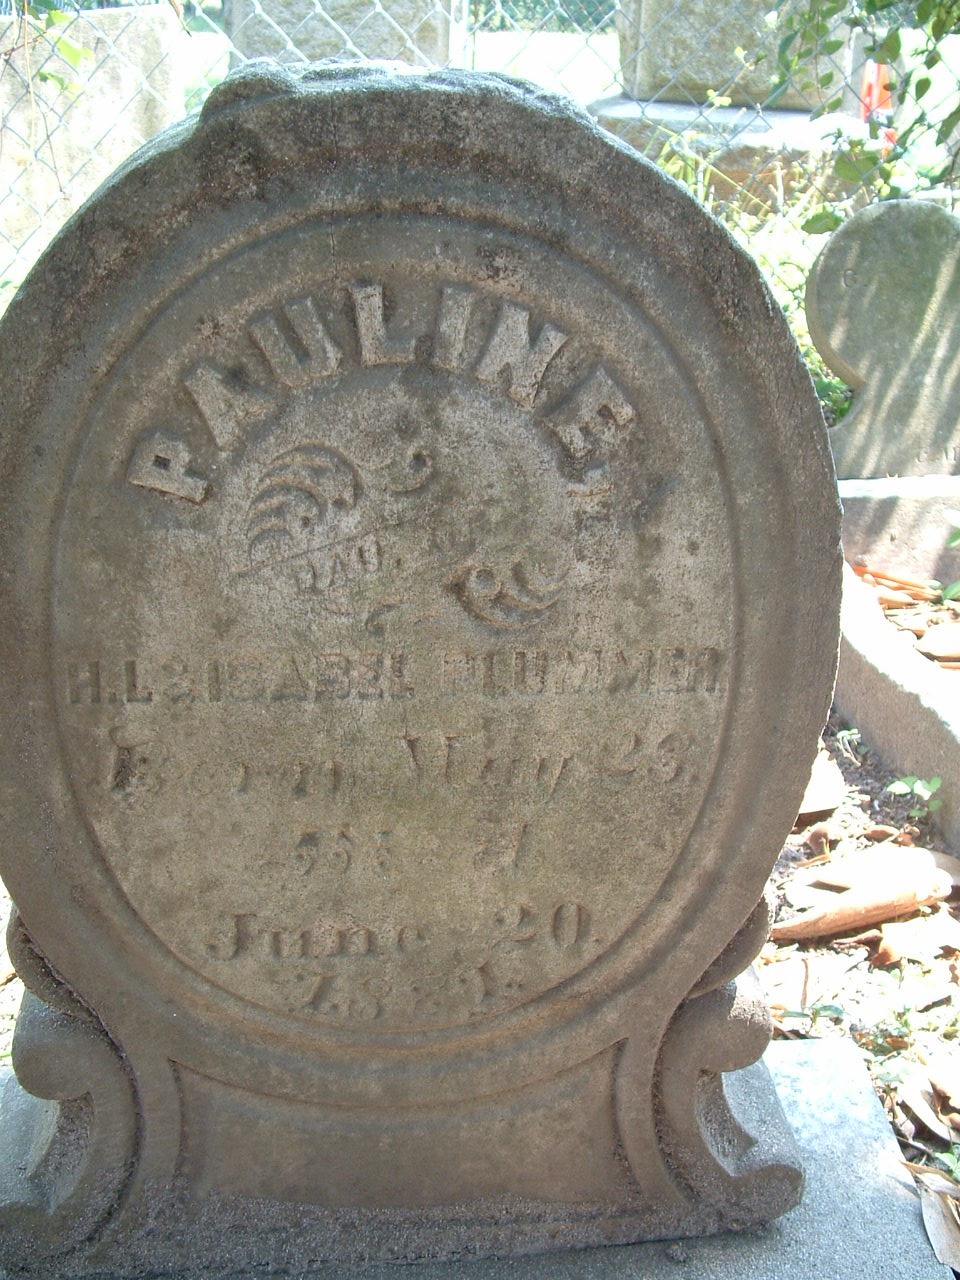 PAULINE,
DAU.
H.L & ISABEL PLUMMER.
Born May 23.
June 20.